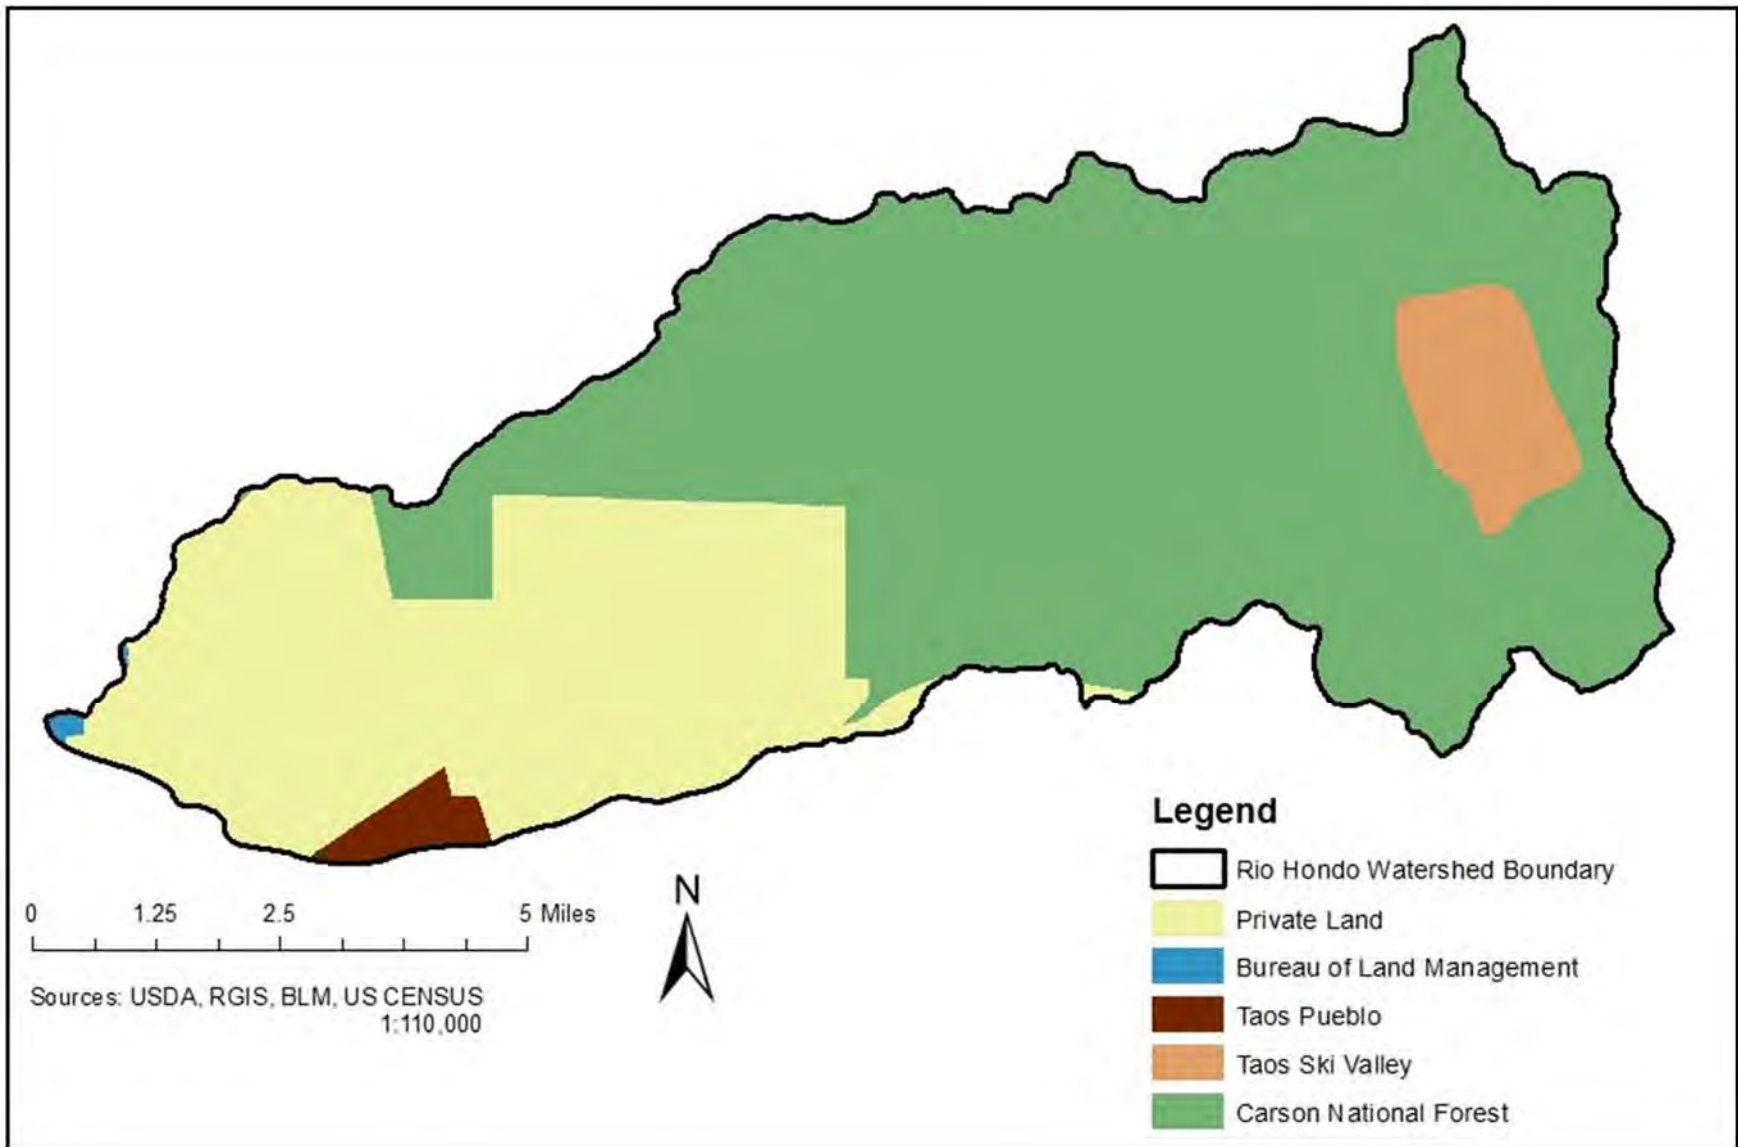 N
0 1.25 2.5 5 Miles
Sources: USDA, RGIS, BLM, US CENSUS
1:110,000
Legend
Rio Hondo Watershed Boundary
Private Land
Bureau of Land Management
Taos Pueblo
Taos Ski Valley
Carson National Forest